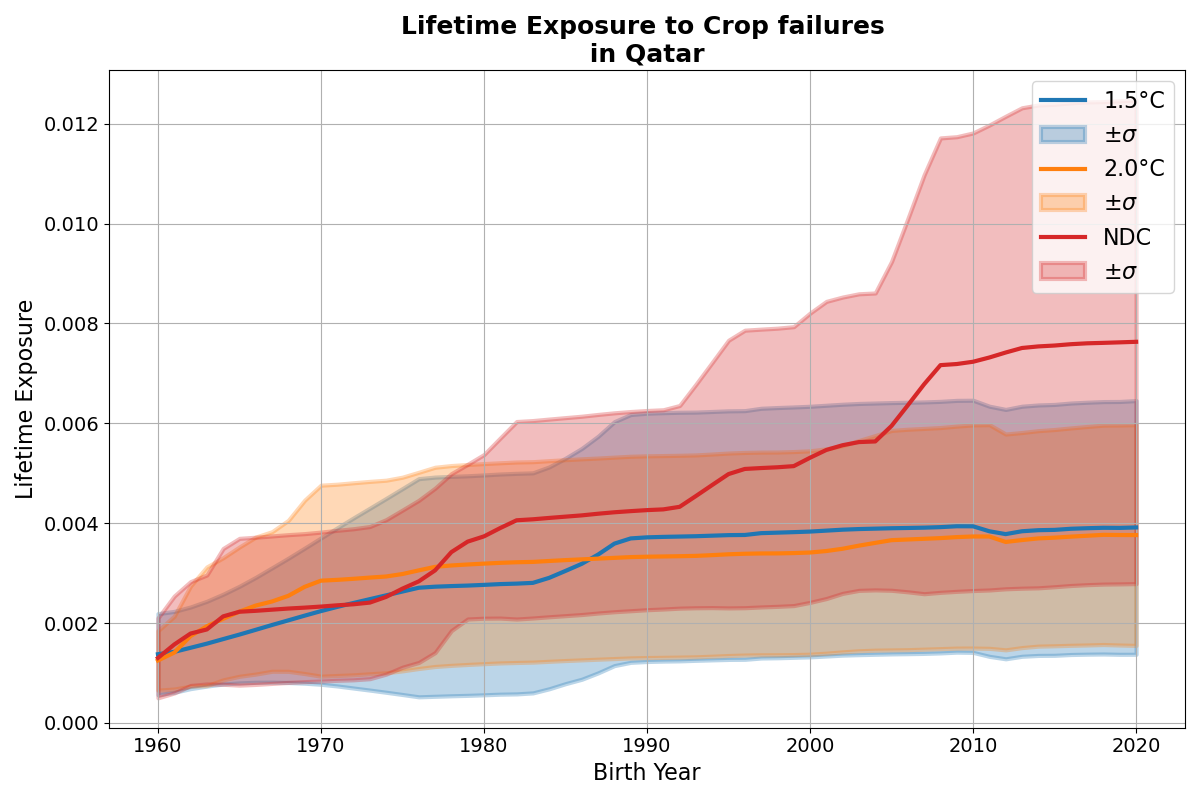 Lifetime Exposure to Crop failures
in Qatar
1.5°C
±σ
2.0°C
±σ
NDC
±σ
Lifetime Exposure
0.012
0.010
0.008
0.006
0.004
0.002
0.000
1960
1970
1980
1990
2000
2010
2020
Birth Year